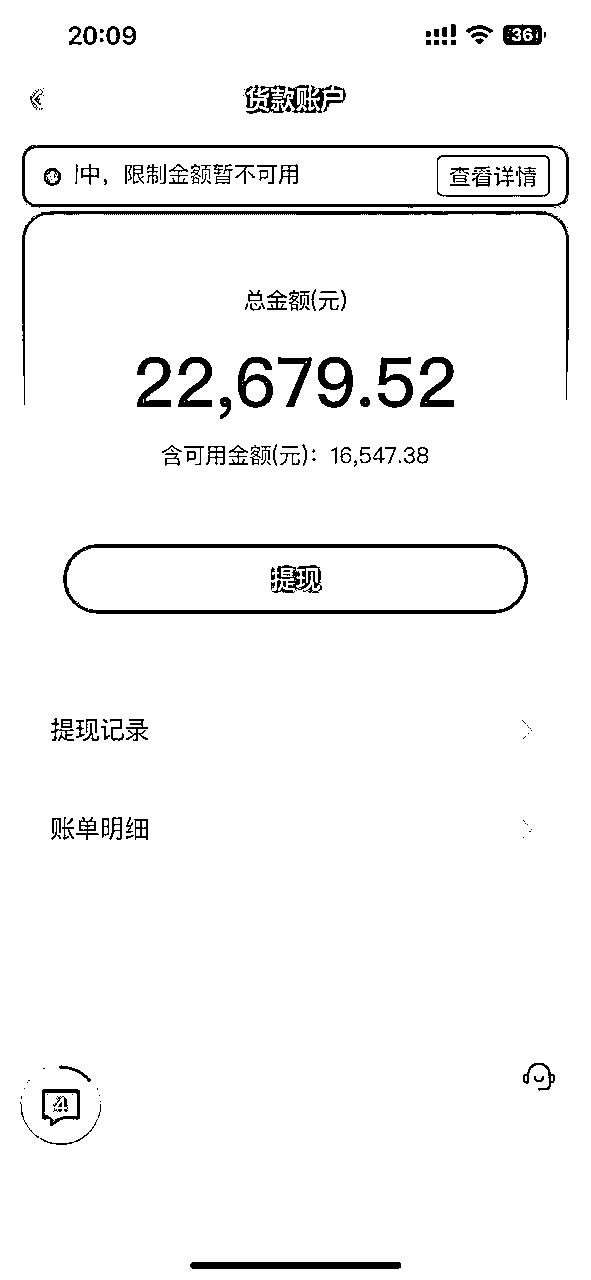 20:09
36
货款账户
中，限制金额暂不可用
查看详情
总金额(元)
22,679.52
含可用金额(元)：16,547.38
提现
提现记录
账单明细
4